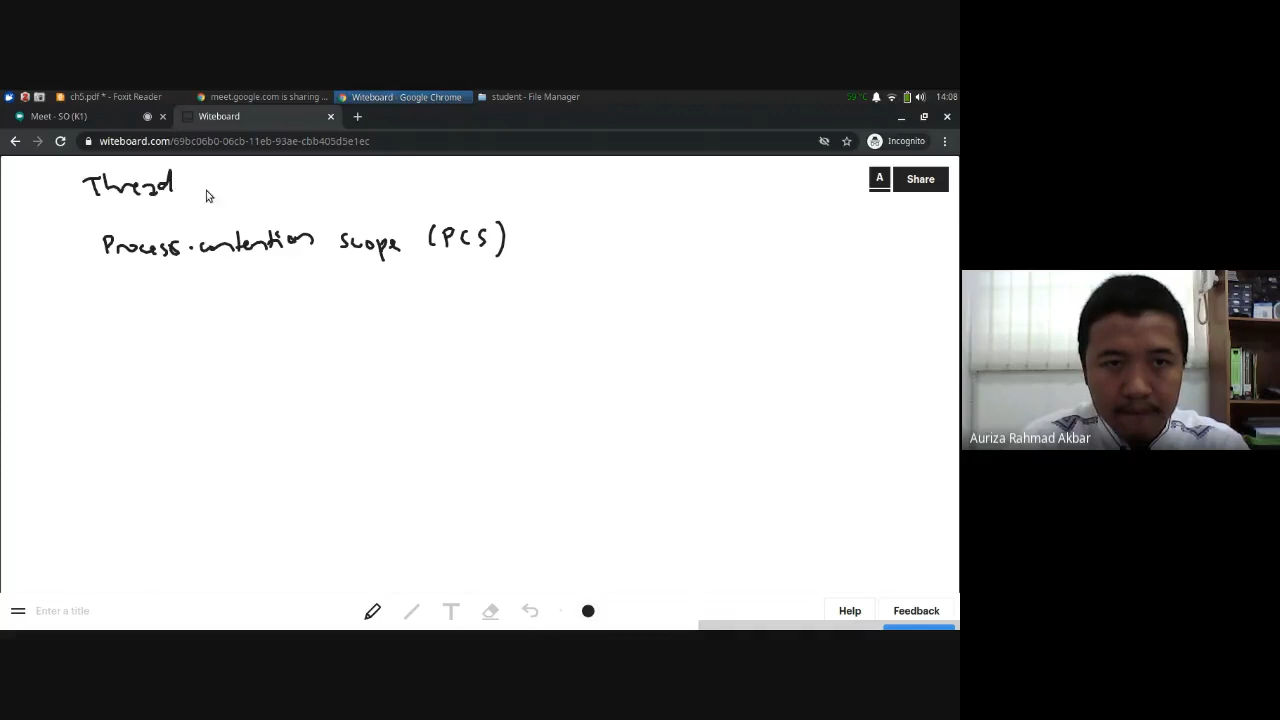 ch5.pdf * - Foxit Reader
meet.google.com is sharing ...
Witeboard - Google Chrome
student - File Manager
59 °C
14:08
Meet - SO (K1)
Witeboard
witeboard.com/69bc06b0-06cb-11eb-93ae-cbb405d5e1ec
Incognito
Thread
A
Share
Process-contention scope (PCS)
Auriza Rahmad Akbar
Enter a title
T
Help
Feedback